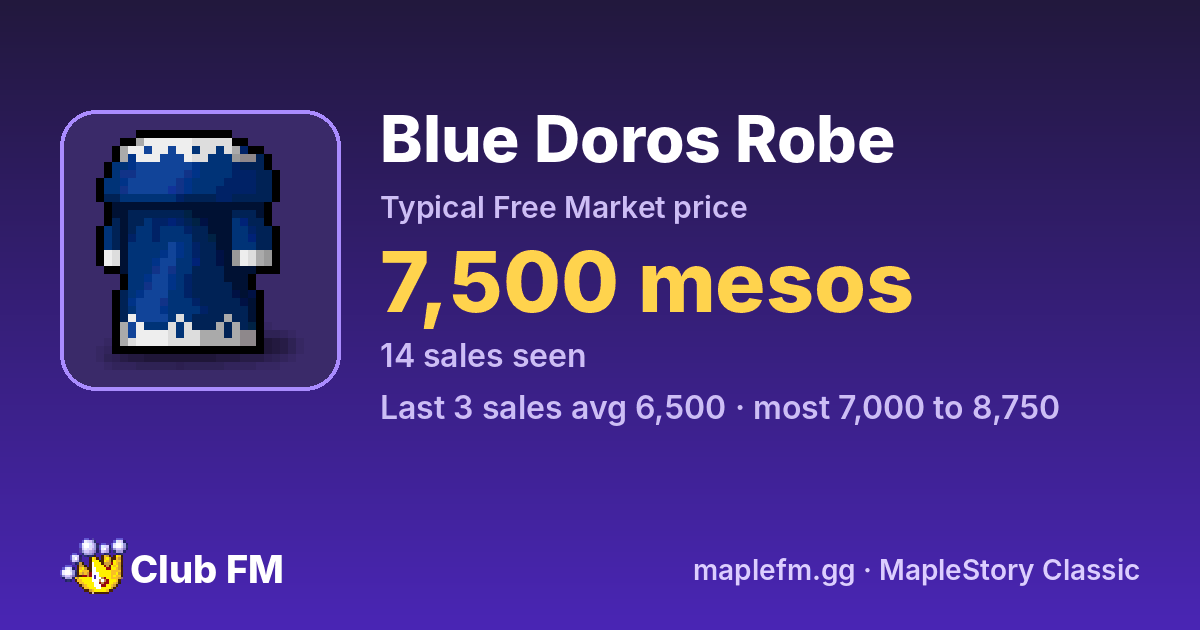 Blue Doros Robe
Typical Free Market price
7,500 mesos
14 sales seen
Last 3 sales avg 6,500 · most 7,000 to 8,750
Club FM
maplefm.gg · MapleStory Classic